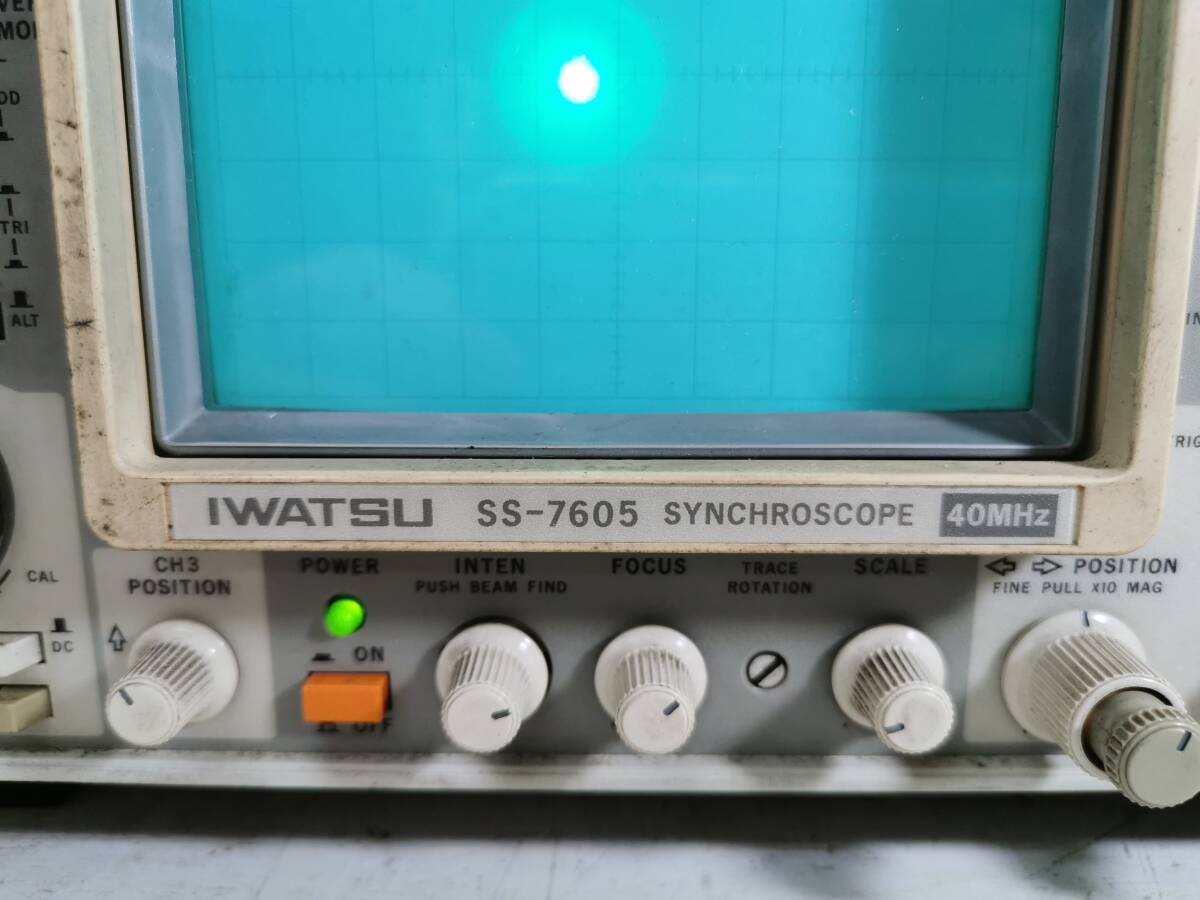 DD
TRI
ALT
CAL
DC
IWATSU SS-7605 SYNCHROSCOPE 40MHz
CH3
POSITION
POWER
ON
OFF
INTEN
PUSH BEAM FIND
FOCUS
TRACE
ROTATION
SCALE
POSITION
FINE PULL X10 MAG